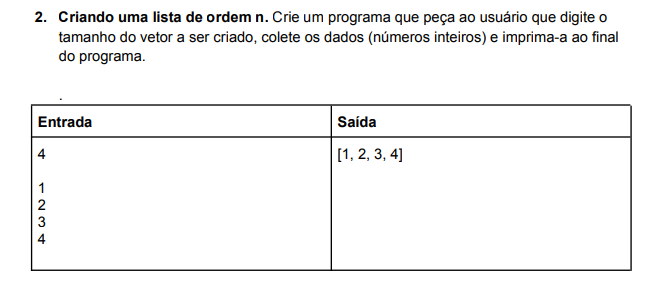 2. Criando uma lista de ordem n. Crie um programa que peça ao usuário que digite o
tamanho do vetor a ser criado, colete os dados (números inteiros) e imprima-a ao final
do programa.
.
Entrada
Saída
4
[1, 2, 3, 4]
1
2
3
4